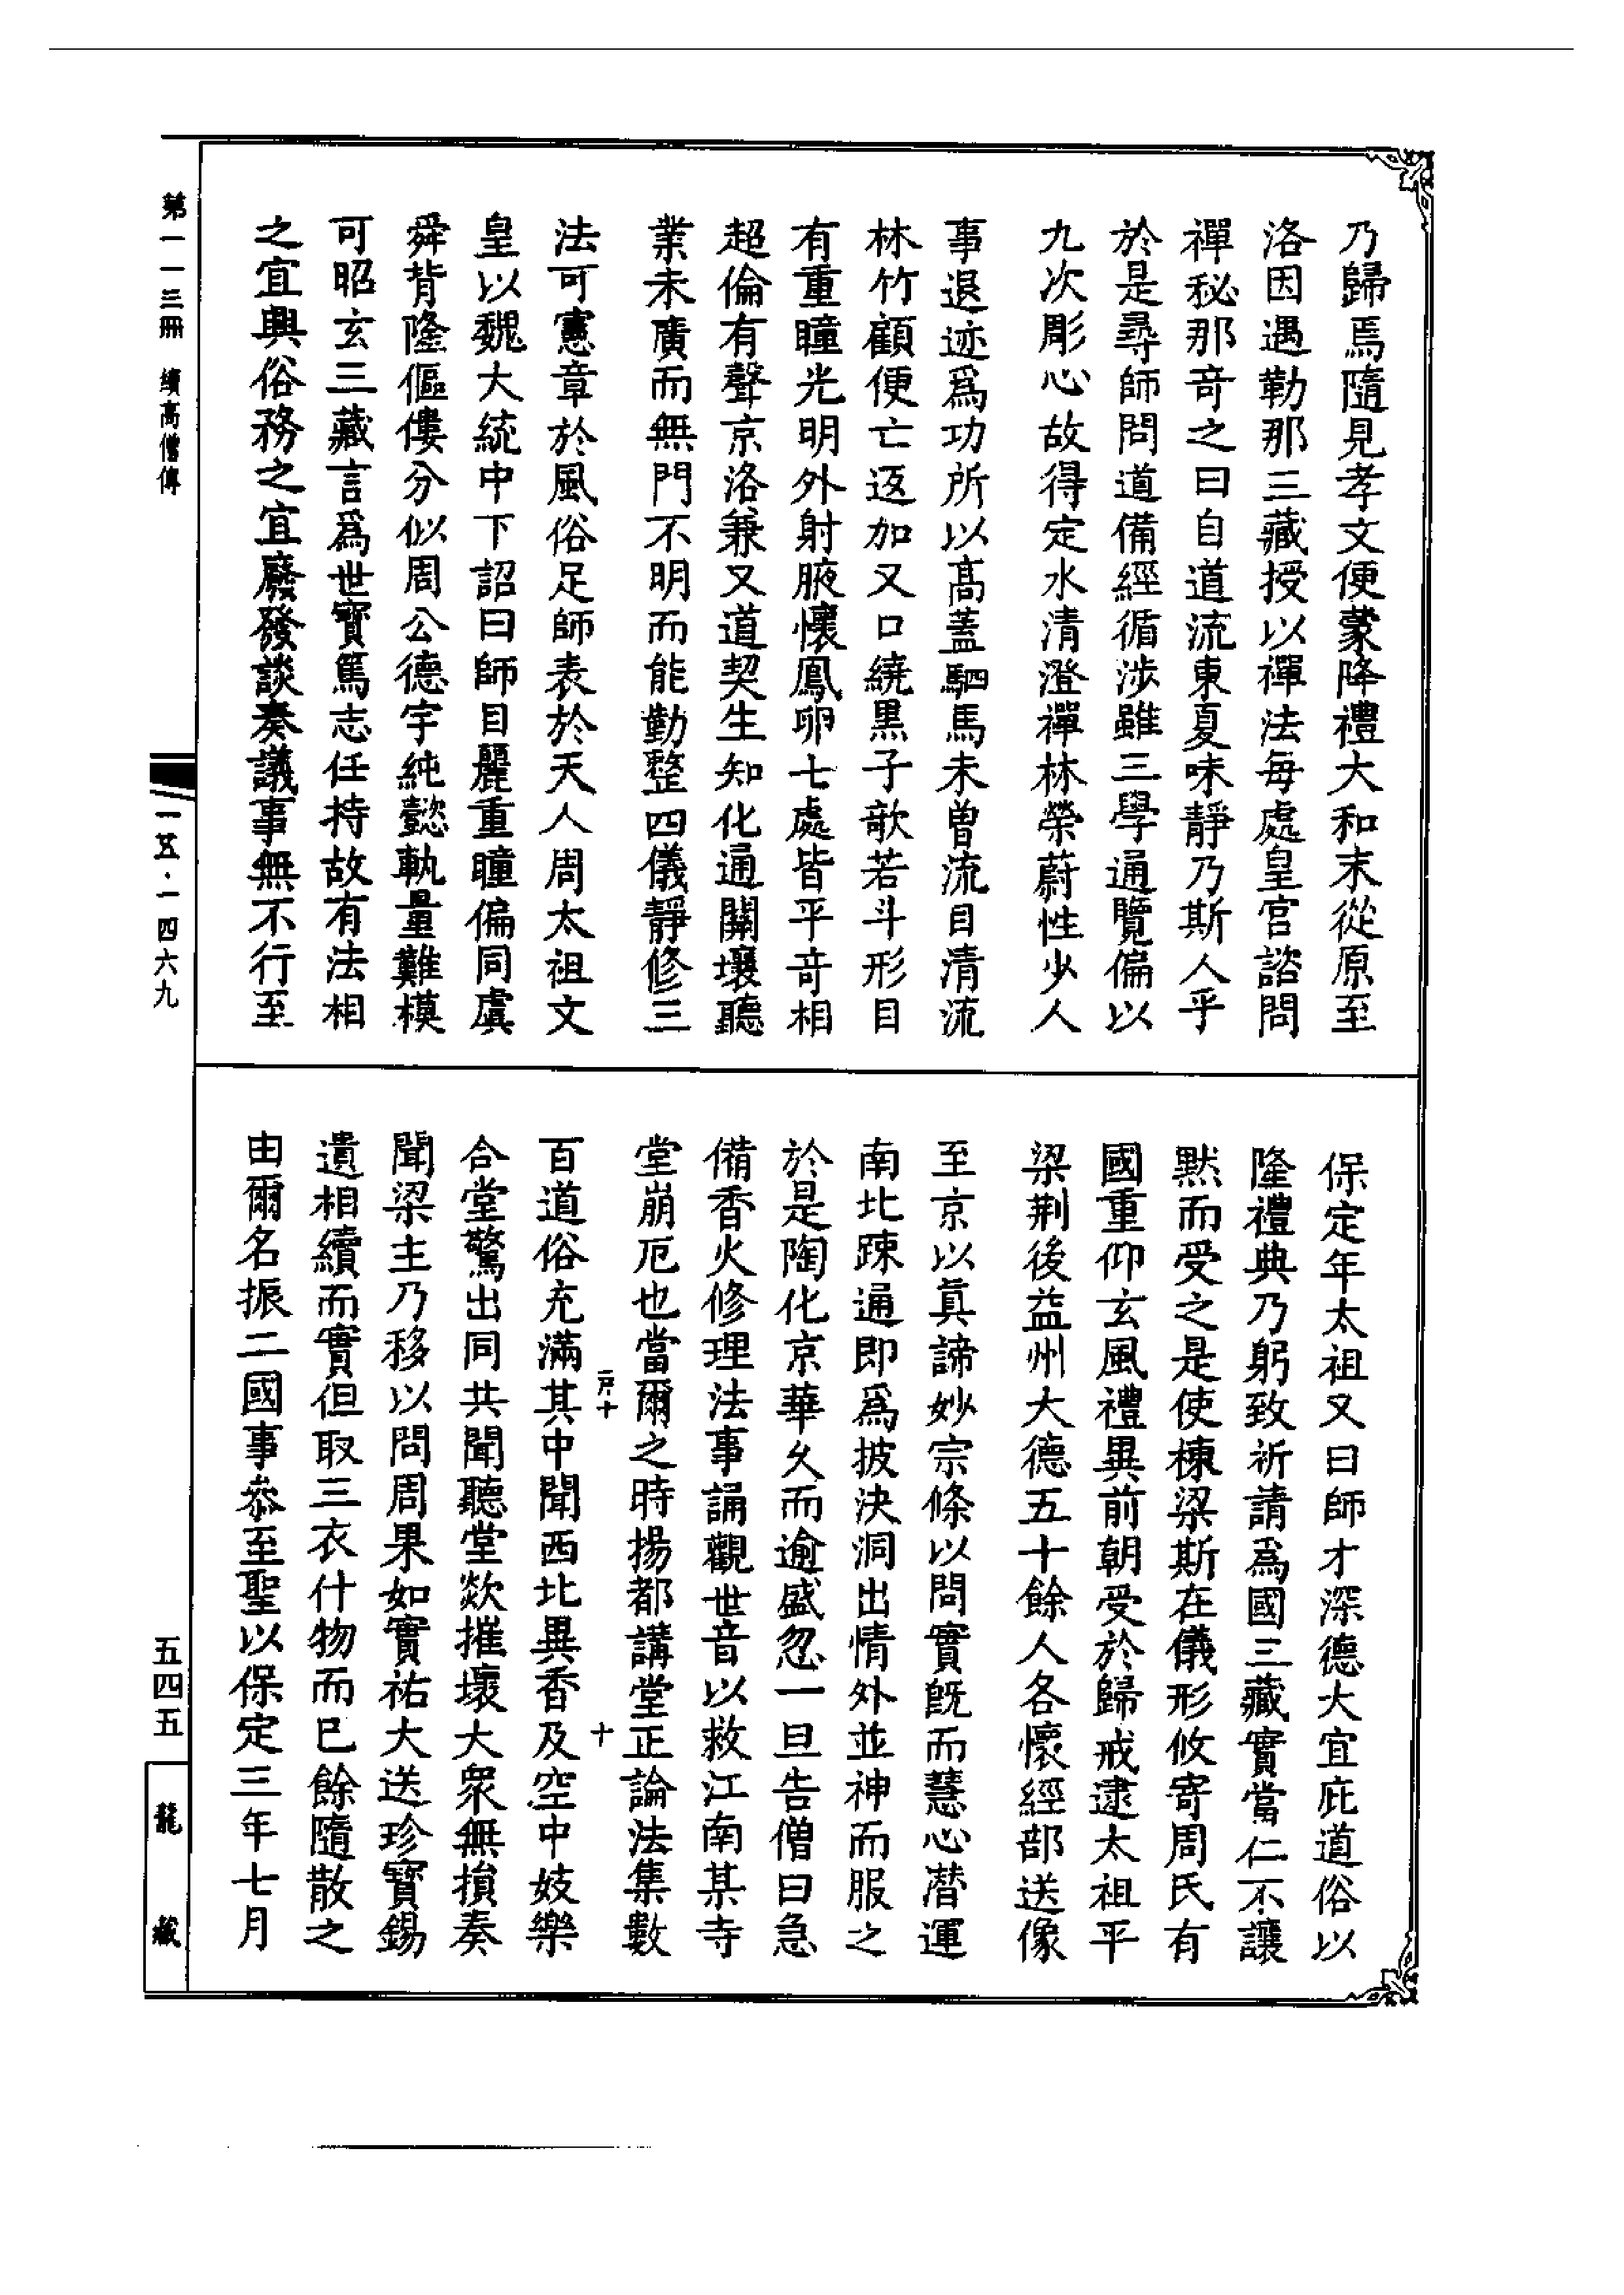 乃歸焉隨見孝文便蒙降禮大和末從原至
洛因遇勒那三藏授以禪法每處皇宫諮問
禪秘那奇之曰自道流東夏味靜乃斯人乎
於是尋師問道備經循涉雖三學通覽偏以
九次彫心故得定水清澄禪林榮蔚性少人
事退迹爲功所以高蓋駟馬未曽流目清流
林竹顧便亡返加又口繞黒子欹若斗形目
有重瞳光明外射腋懷鳳卵七處皆平竒相
超倫有聲京洛兼又道契生知化通關壤聽
業未廣而無門不明而能勤整四儀靜修三
法可憲章於風俗足師表於天人周太祖文
皇以魏大統中下詔曰師目麗重瞳偏同虞
舜背隆傴僂分似周公德宇純懿軌量難模
可昭玄三藏言爲世寳篤志任持故有法相
之宜興俗務之宜廢發談奏議事無不行至
保定年太祖又曰師才深德大宜庇道俗以
隆禮典乃躬致祈請爲國三藏實當仁不讓
黙而受之是使棟梁斯在儀形攸寄周氏有
國重仰玄風禮異前朝受於歸戒逮太祖平
梁荆後益州大德五十餘人各懷經部送像
至京以真諦妙宗條以問實旣而慧心潛運
南北踈通即爲披決洞出情外並神而服之
於是陶化京華久而逾盛忽一旦告僧曰急
備香火修理法事誦觀世音以救江南某寺
堂崩厄也當爾之時揚都講堂正論法集數
百道俗充滿其中聞西北異香及空中妓樂
合堂驚出同共聞聽堂欻摧壞大衆無損奏
聞梁主乃移以問周果如實祐大送珍寳錫
遺相續而實但取三衣什物而已餘隨散之
由爾名振二國事叅至聖以保定三年七月
第一一三冊　續高僧傳
一五·一四六九
五四五
龍藏